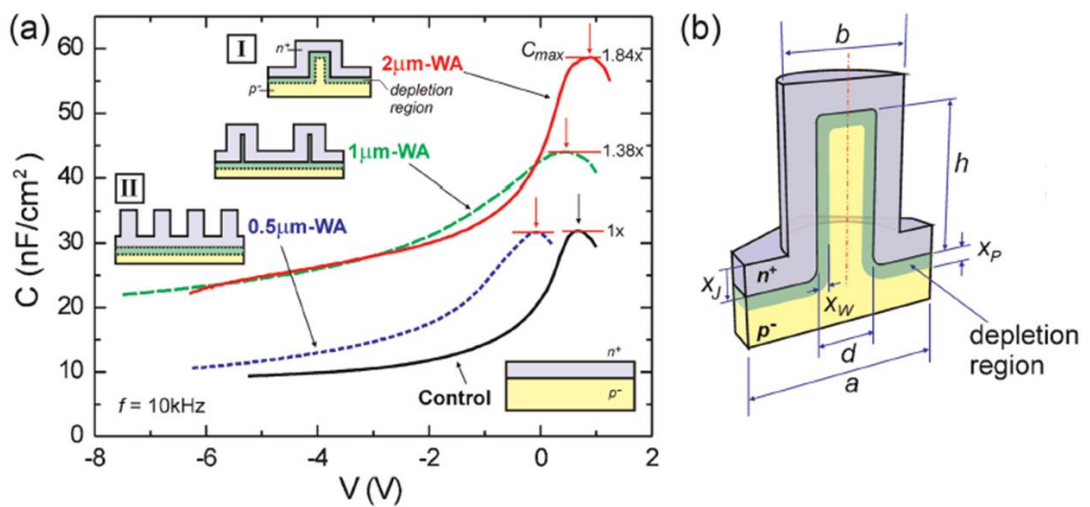 (a)
60
50
40
30
20
10
0
C (nF/cm²)
-8
-6
-4
-2
0
2
V (V)
I
n⁺
p⁻
depletion
region
2μm-WA
Cmax
1.84x
1μm-WA
1.38x
II
0.5μm-WA
1x
Control
f = 10kHz
n⁺
p⁻
(b)
b
h
xP
xJ
n⁺
p⁻
xW
d
a
depletion
region